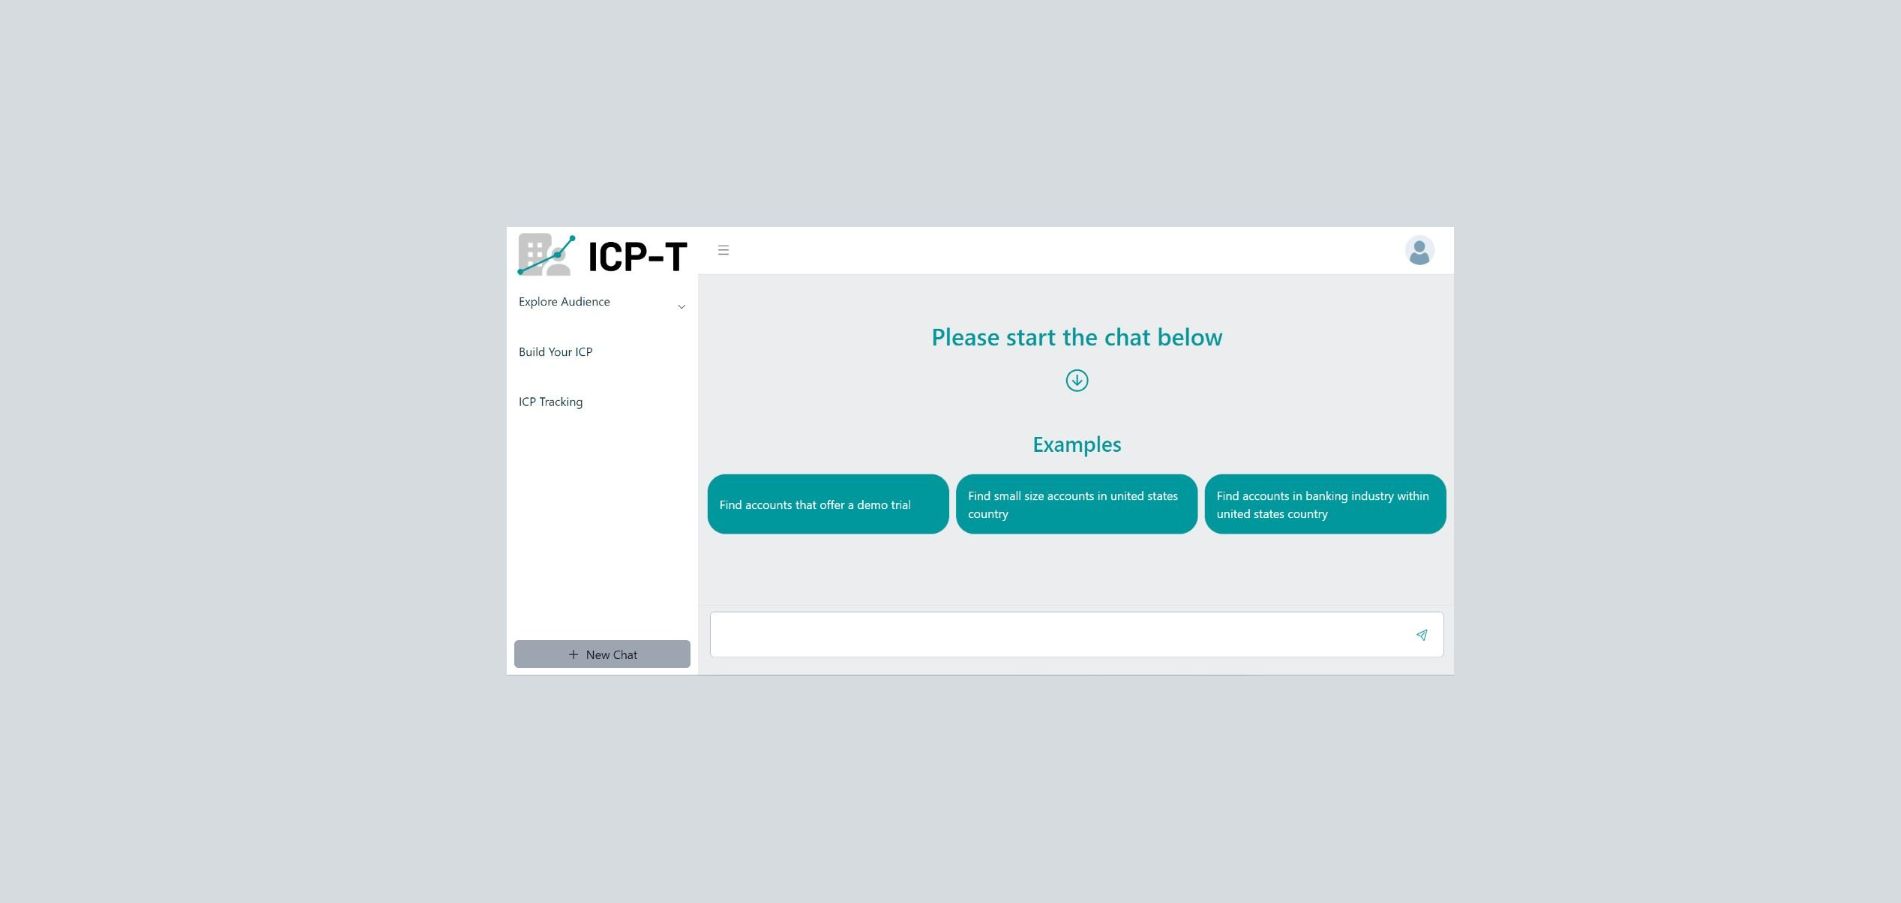 ICP-T
Explore Audience
Build Your ICP
ICP Tracking
New Chat
Please start the chat below
Examples
Find accounts that offer a demo trial
Find small size accounts in united states
country
Find accounts in banking industry within
united states country